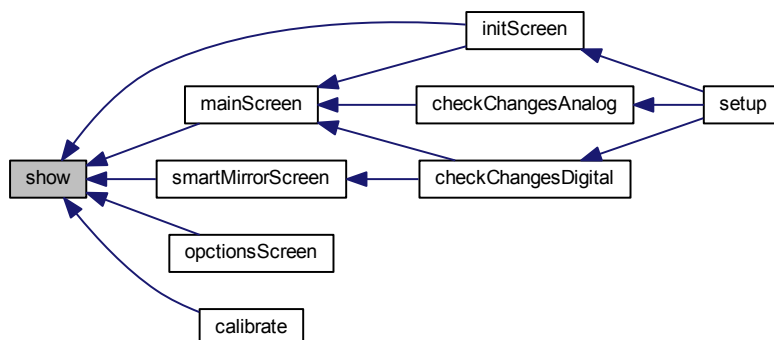 initScreen
mainScreen
checkChangesAnalog
setup
show
smartMirrorScreen
checkChangesDigital
opctionsScreen
calibrate